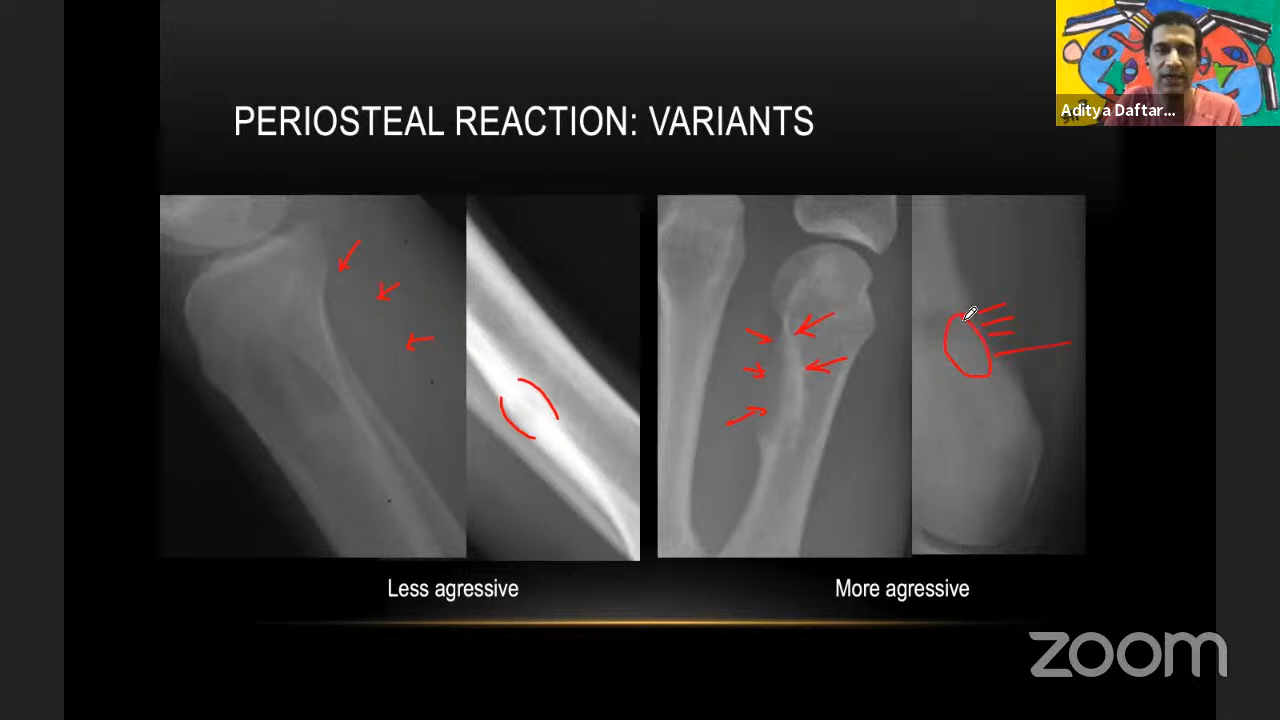 Aditya Daftar...
PERIOSTEAL REACTION: VARIANTS
Less agressive
More agressive
zoom